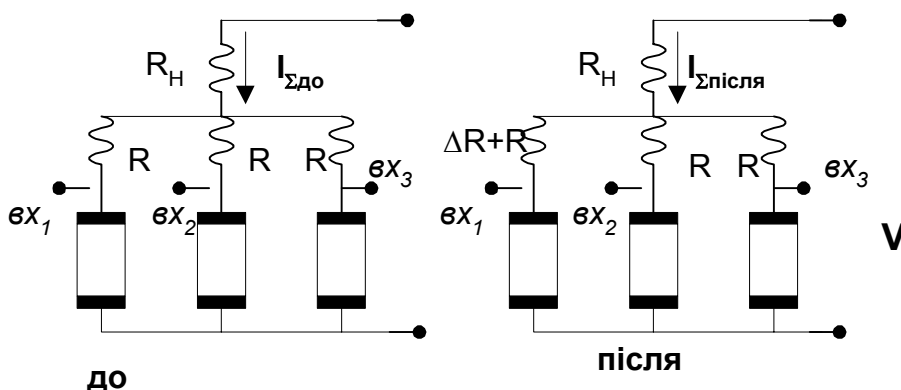 R_H I_Σдо
R R R
вх_1 вх_2 вх_3
до
R_H I_Σпісля
ΔR+R R R
вх_1 вх_2 вх_3
V
після